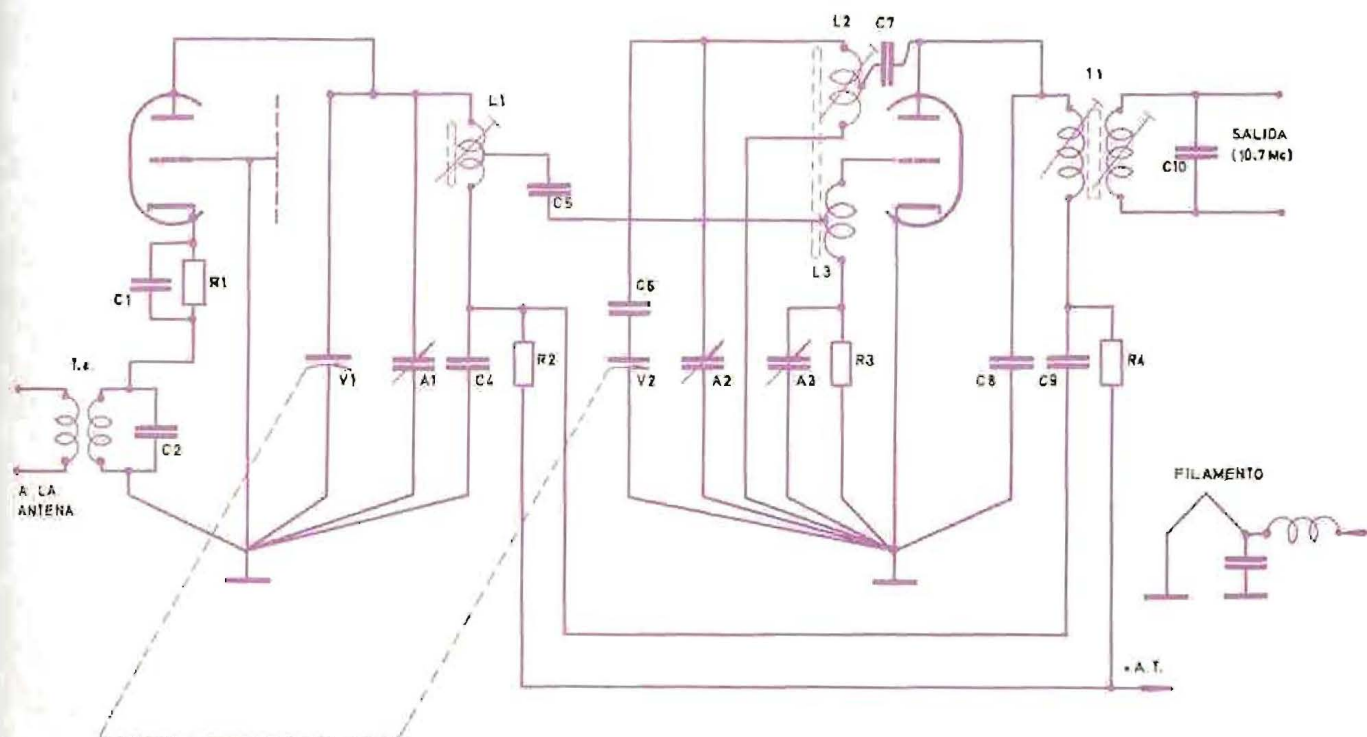 L2
C7
L1
T1
SALIDA
(10.7 Mc)
C10
C5
L3
C1
R1
C6
T.a.
V1
A1
C4
R2
V2
A2
A3
R3
C8
C9
R4
C2
A LA
ANTENA
FILAMENTO
+A.T.